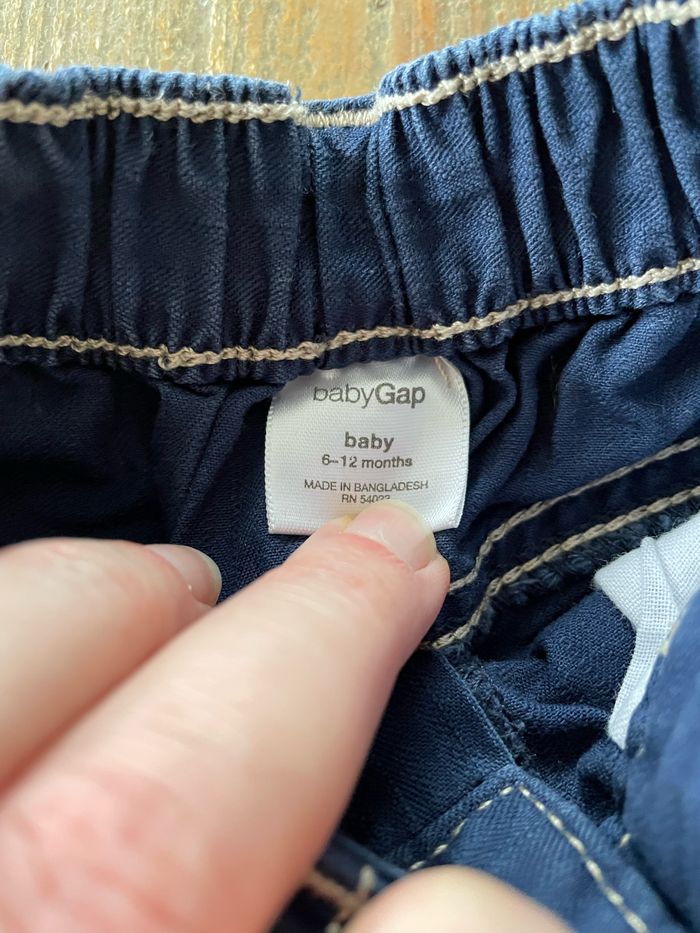 babyGap
baby
6-12 months
MADE IN BANGLADESH
RN 54023